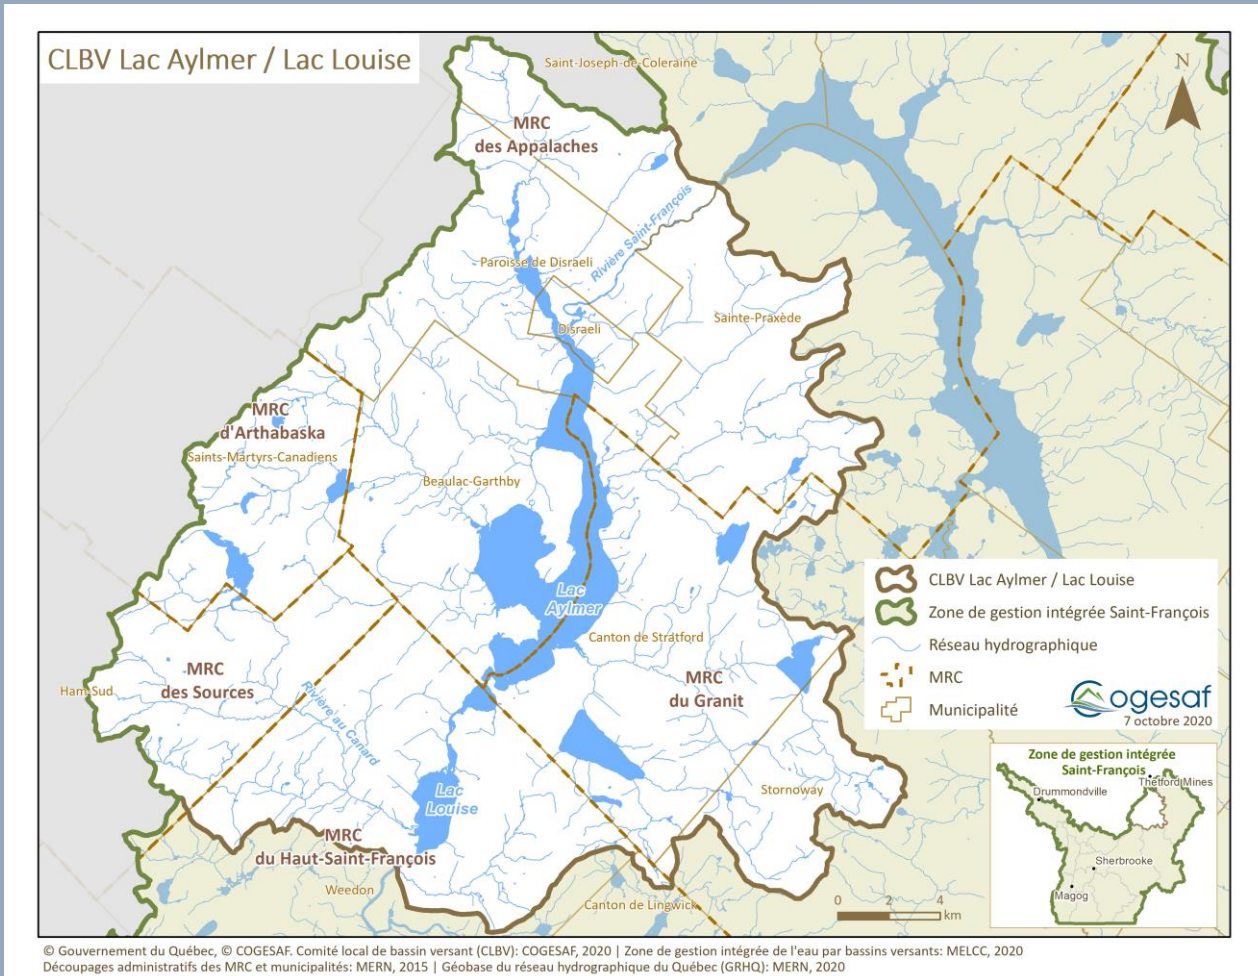 CLBV Lac Aylmer / Lac Louise
Saint-Joseph-de-Coleraine
N
MRC
des Appalaches
Rivière Saint-François
Paroisse de Disraeli
Sainte-Praxède
Disraeli
MRC
d'Arthabaska
Saints-Martyrs-Canadiens
Beaulac-Garthby
Lac
Aylmer
Canton de Stratford
MRC
des Sources
Ham-Sud
Rivière au Canard
MRC
du Granit
Lac
Louise
Stornoway
MRC
du Haut-Saint-François
Weedon
Canton de Lingwick
0 2 4
km
CLBV Lac Aylmer / Lac Louise
Zone de gestion intégrée Saint-François
Réseau hydrographique
MRC
Municipalité
Cogesaf
7 octobre 2020
Zone de gestion intégrée
Saint-François
Thetford Mines
Drummondville
Sherbrooke
Magog
© Gouvernement du Québec, © COGESAF. Comité local de bassin versant (CLBV): COGESAF, 2020 | Zone de gestion intégrée de l'eau par bassins versants: MELCC, 2020
Découpages administratifs des MRC et municipalités: MERN, 2015 | Géobase du réseau hydrographique du Québec (GRHQ): MERN, 2020